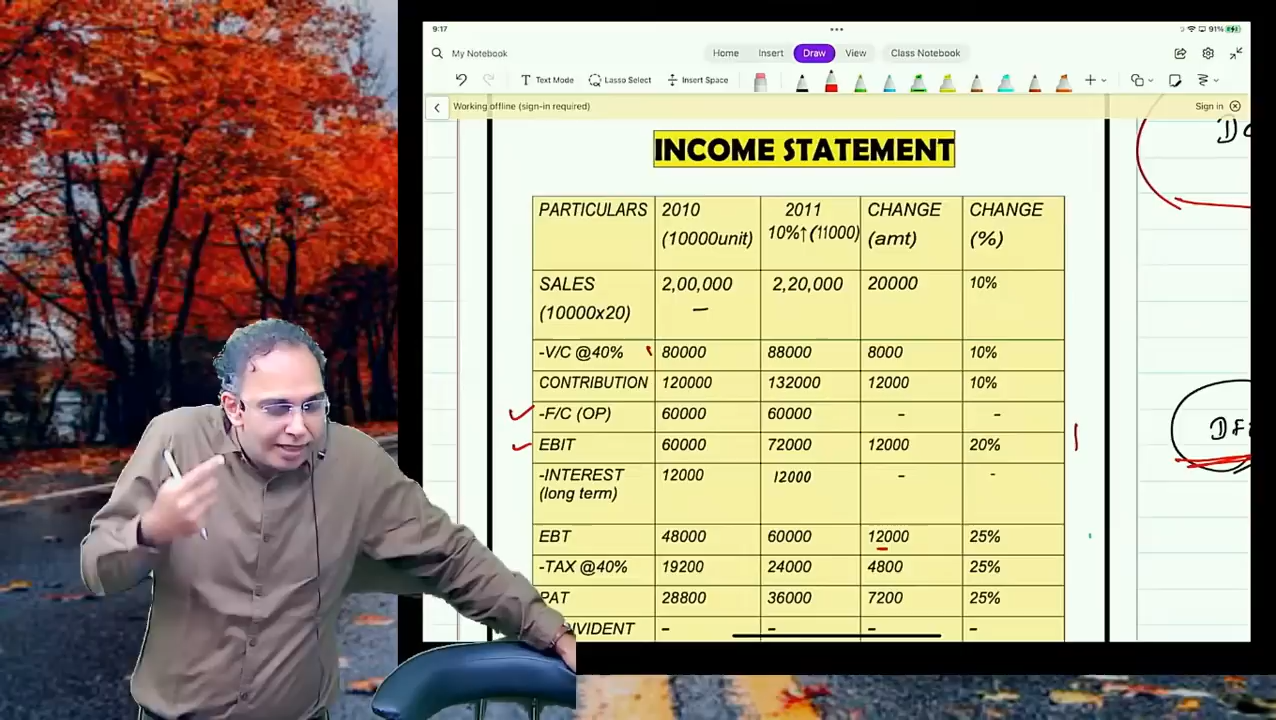 9:17
91%
My Notebook
Home Insert Draw View Class Notebook
Text Mode Lasso Select Insert Space
Working offline (sign-in required) Sign in
INCOME STATEMENT
PARTICULARS 2010 2011 CHANGE CHANGE
(10000unit) 10%↑(11000) (amt) (%)
SALES 2,00,000 2,20,000 20000 10%
(10000x20)
-V/C @40% 80000 88000 8000 10%
CONTRIBUTION 120000 132000 12000 10%
-F/C (OP) 60000 60000 - -
EBIT 60000 72000 12000 20%
-INTEREST 12000 12000 - -
(long term)
EBT 48000 60000 12000 25%
-TAX @40% 19200 24000 4800 25%
PAT 28800 36000 7200 25%
IVIDENT - - - -